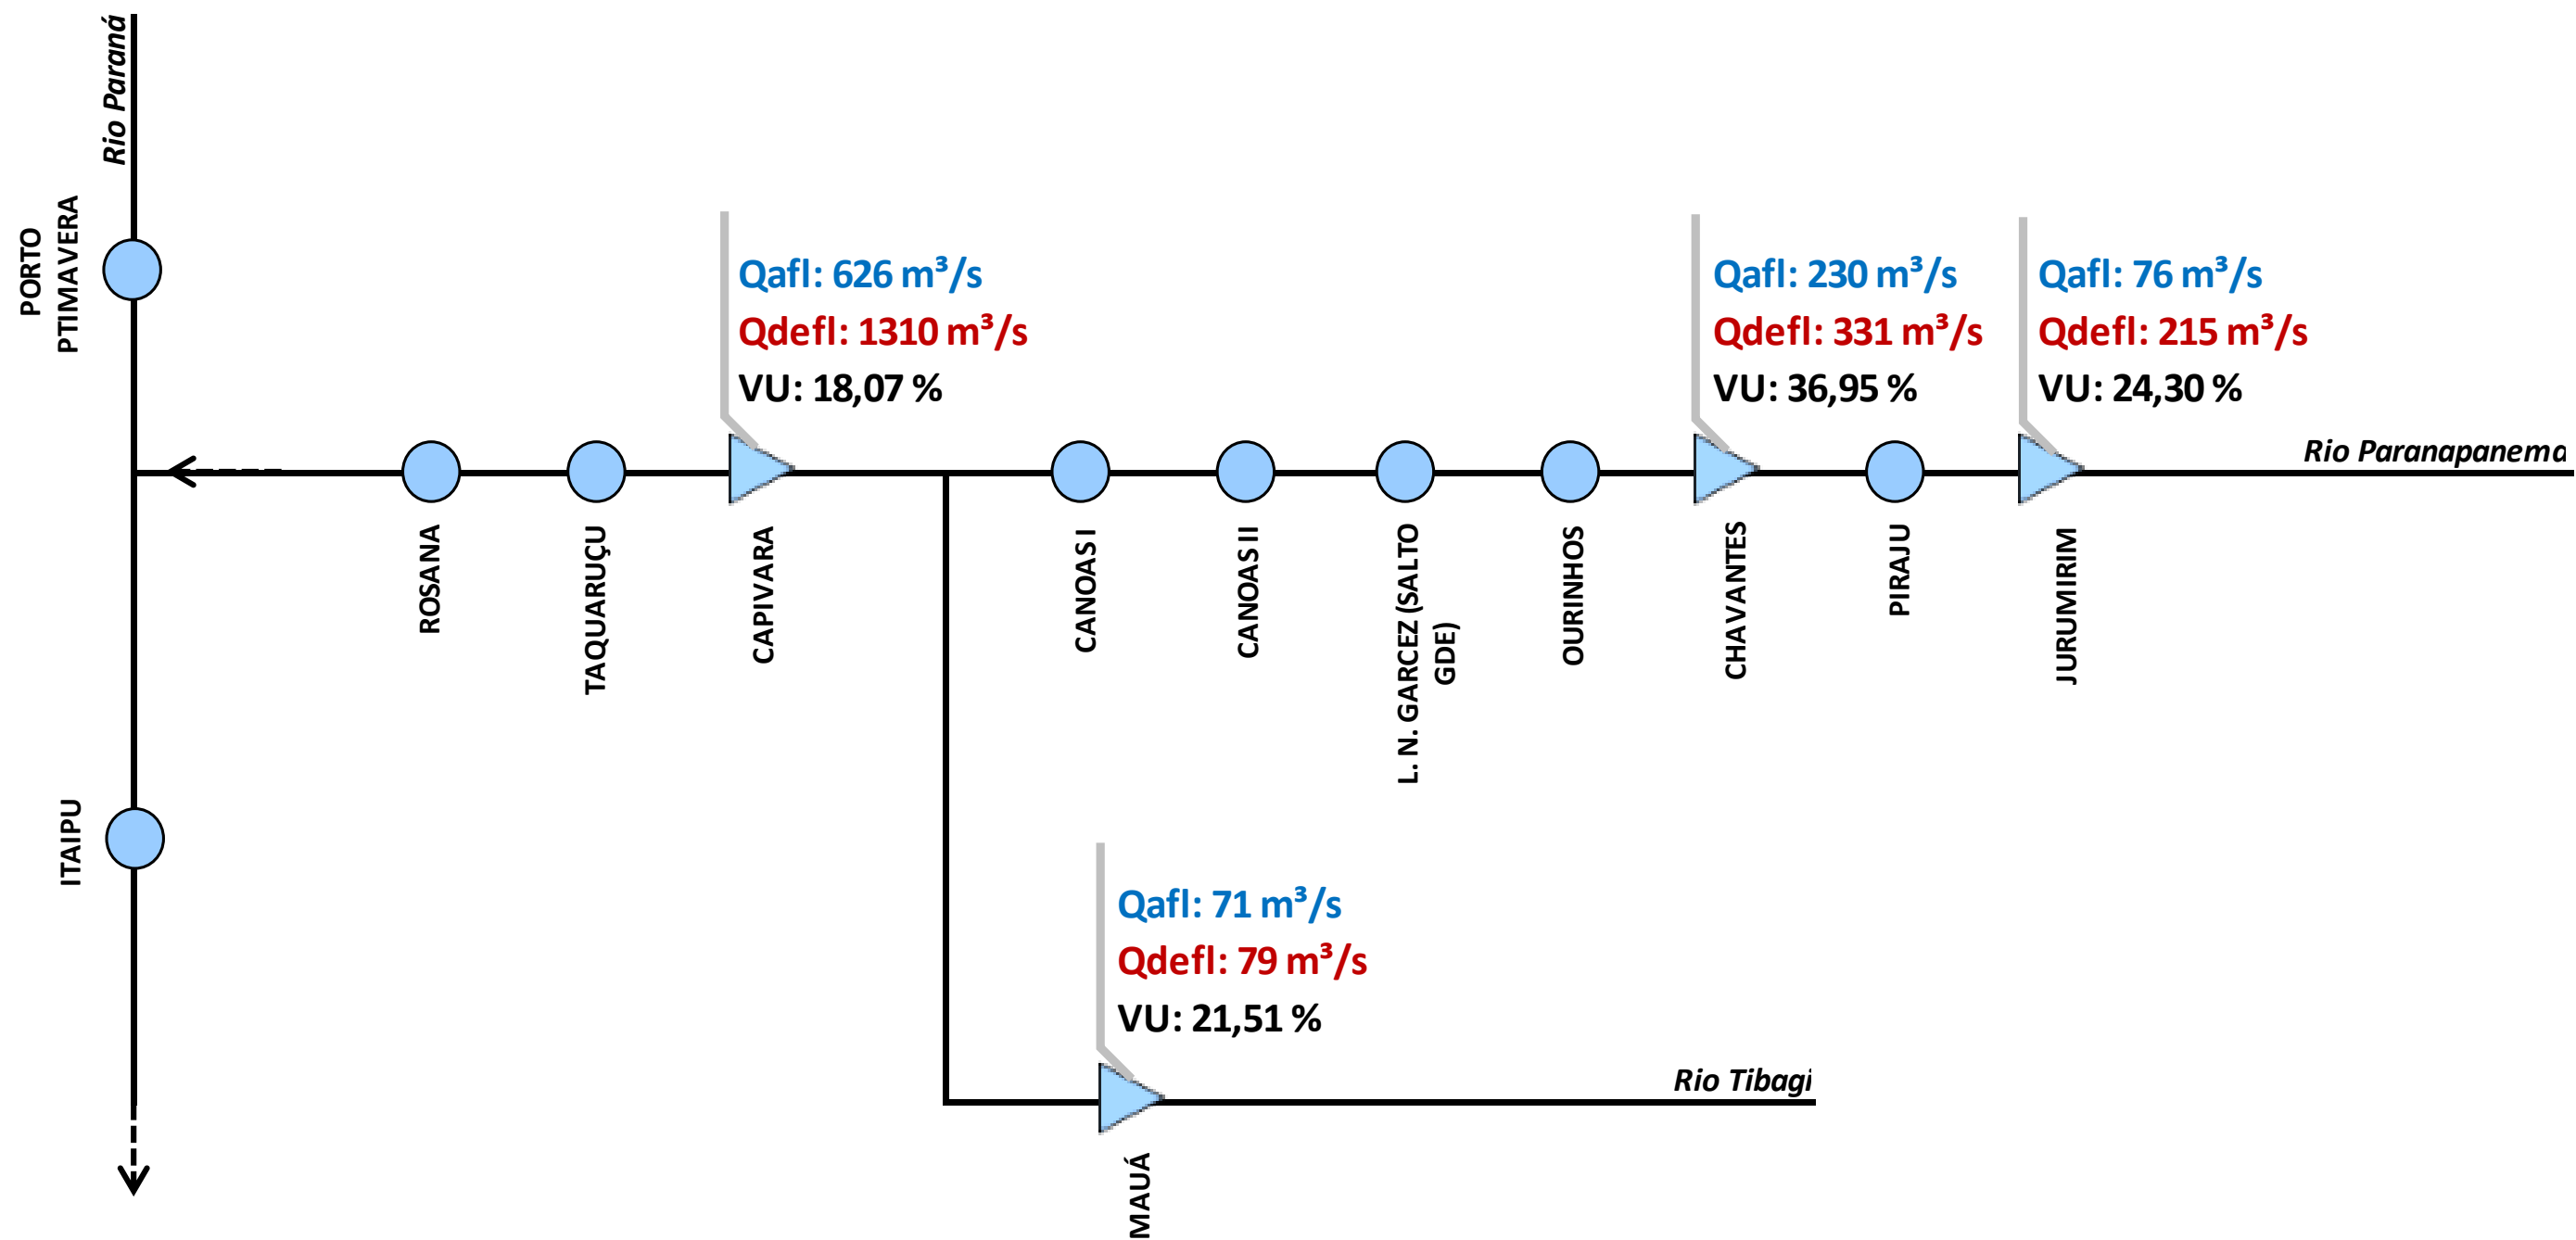 Rio Paraná
PORTO
PTIMAVERA
Qafl: 626 m³/s
Qdefl: 1310 m³/s
VU: 18,07 %
Qafl: 230 m³/s
Qdefl: 331 m³/s
VU: 36,95 %
Qafl: 76 m³/s
Qdefl: 215 m³/s
VU: 24,30 %
Rio Paranapanema
ROSANA
TAQUARUÇU
CAPIVARA
CANOAS I
CANOAS II
L. N. GARCEZ (SALTO
GDE)
OURINHOS
CHAVANTES
PIRAJU
JURUMIRIM
ITAIPU
Qafl: 71 m³/s
Qdefl: 79 m³/s
VU: 21,51 %
Rio Tibagi
MAUÁ